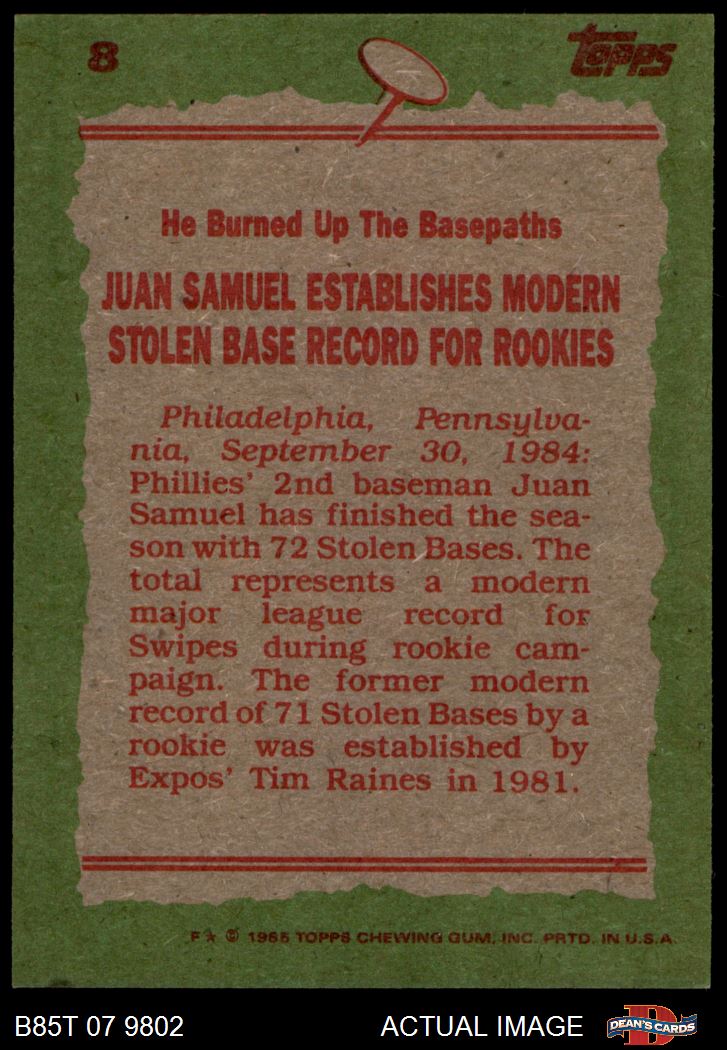 8
Topps
He Burned Up The Basepaths
JUAN SAMUEL ESTABLISHES MODERN
STOLEN BASE RECORD FOR ROOKIES
Philadelphia, Pennsylva-
nia, September 30, 1984:
Phillies' 2nd baseman Juan
Samuel has finished the sea-
son with 72 Stolen Bases. The
total represents a modern
major league record for
Swipes during rookie cam-
paign. The former modern
record of 71 Stolen Bases by a
rookie was established by
Expos' Tim Raines in 1981.
F★ © 1985 TOPPS CHEWING GUM, INC. PRTD. IN U.S.A.
B85T 07 9802
ACTUAL IMAGE
D
DEAN'S CARDS